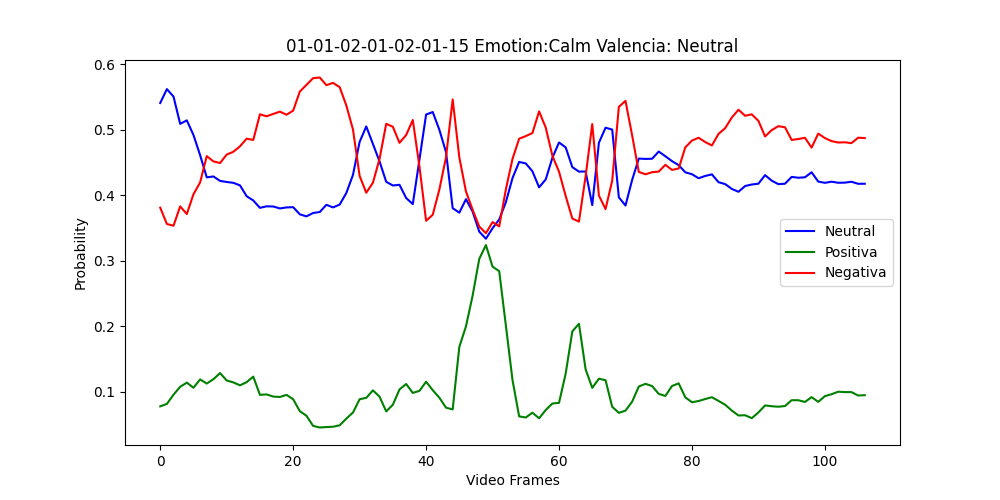 01-01-02-01-02-01-15 Emotion:Calm Valencia: Neutral
0.6
0.5
0.4
0.3
0.2
0.1
Probability
Neutral
Positiva
Negativa
0 20 40 60 80 100
Video Frames